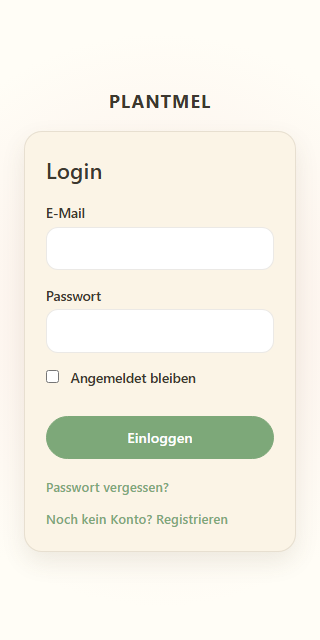 PLANTMEL
Login
E-Mail
Passwort
Angemeldet bleiben
Einloggen
Passwort vergessen?
Noch kein Konto? Registrieren